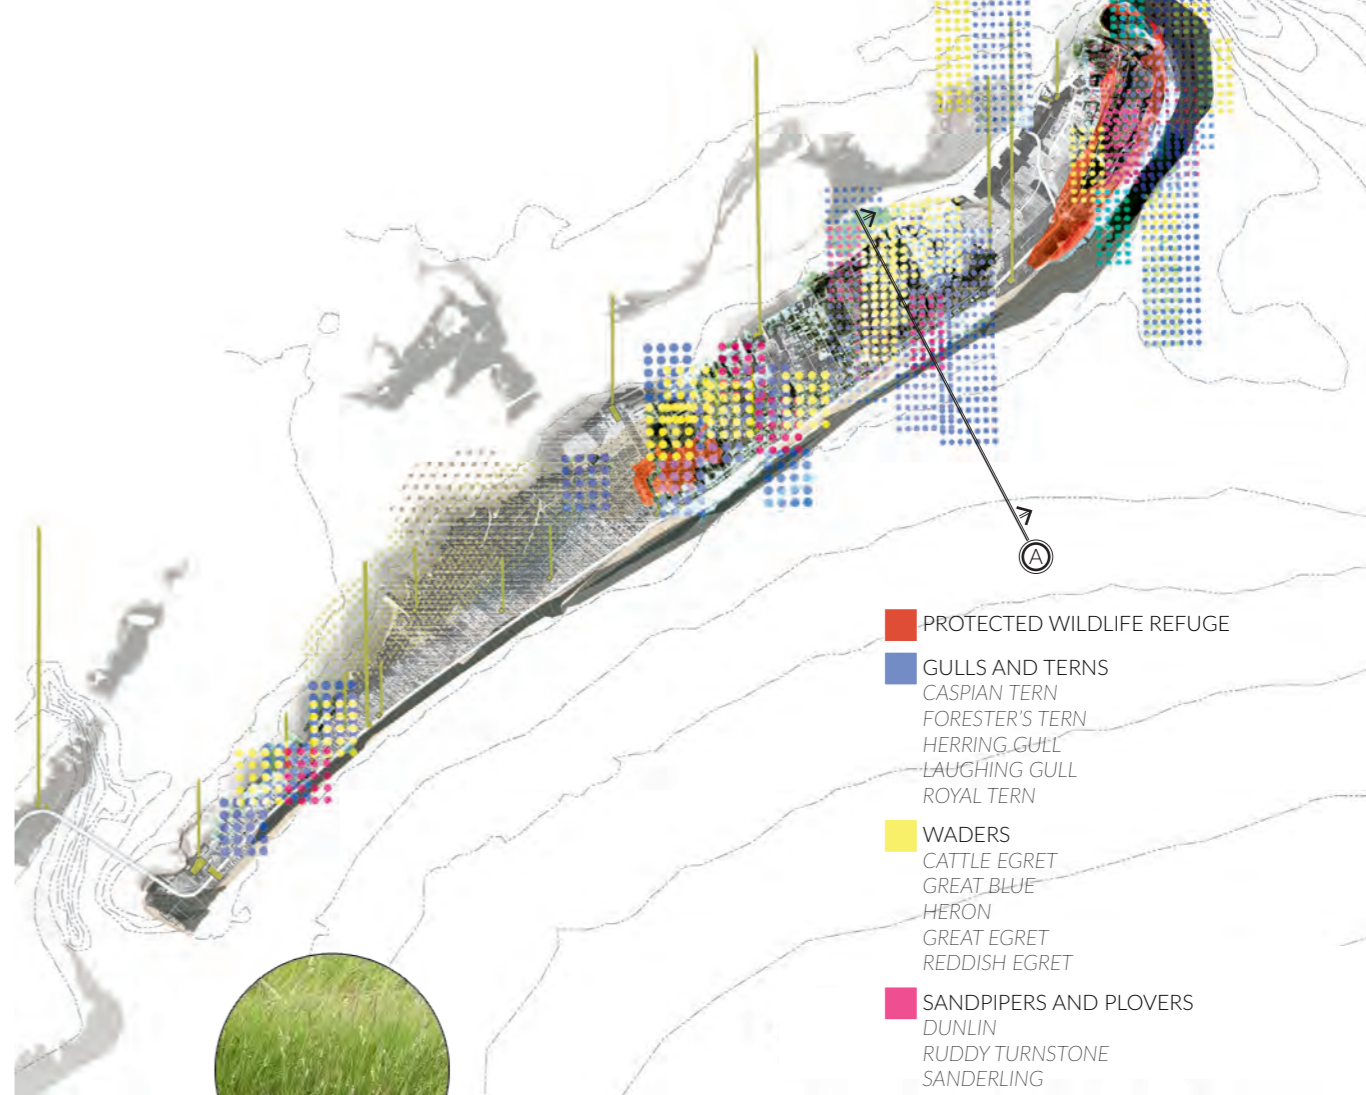 A
PROTECTED WILDLIFE REFUGE
GULLS AND TERNS
CASPIAN TERN
FORESTER'S TERN
HERRING GULL
LAUGHING GULL
ROYAL TERN
WADERS
CATTLE EGRET
GREAT BLUE
HERON
GREAT EGRET
REDDISH EGRET
SANDPIPERS AND PLOVERS
DUNLIN
RUDDY TURNSTONE
SANDERLING